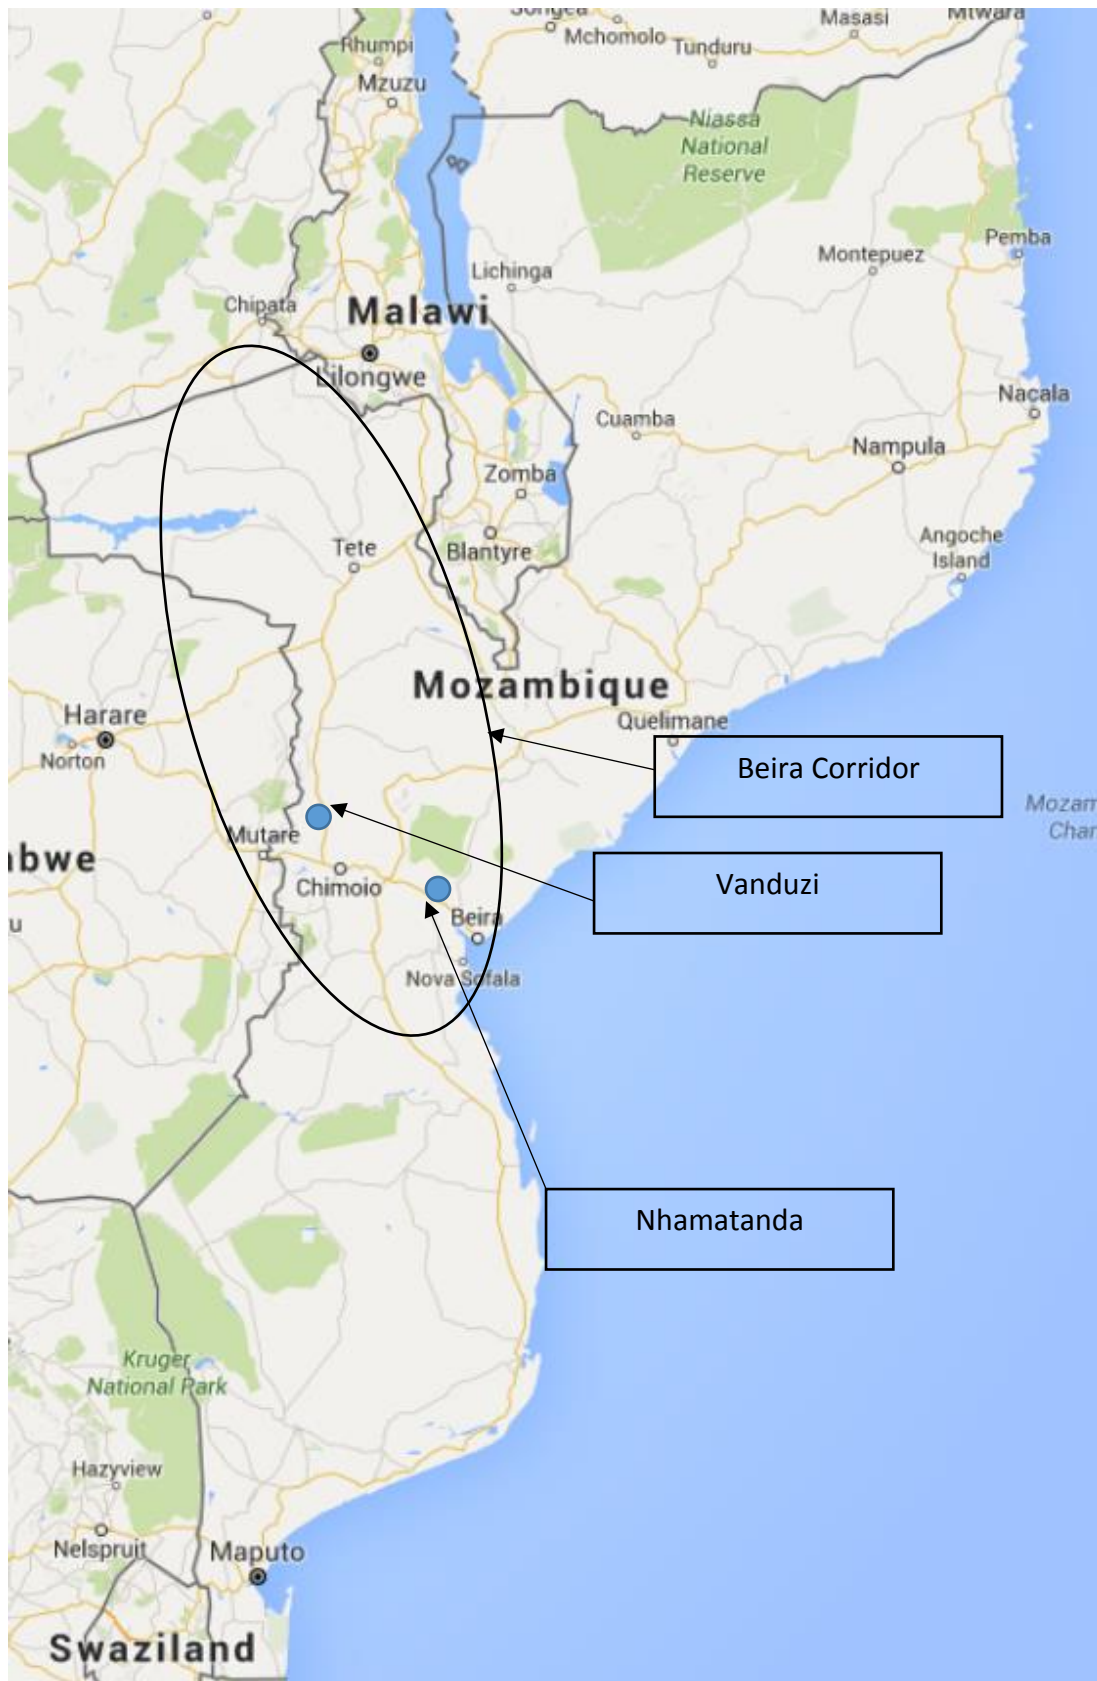 Songea
Mchomolo
Tunduru
Masasi
Mtwara
Rhumpi
Mzuzu
Niassa
National
Reserve
Pemba
Montepuez
Lichinga
Chipata
Malawi
Lilongwe
Nacala
Cuamba
Nampula
Zomba
Angoche
Island
Tete
Blantyre
Mozambique
Harare
Quelimane
Norton
Beira Corridor
Mozam
Char
Mutare
abwe
Vanduzi
Chimoio
Beira
u
Nova Sofala
Nhamatanda
Kruger
National Park
Hazyview
Nelspruit
Maputo
Swaziland